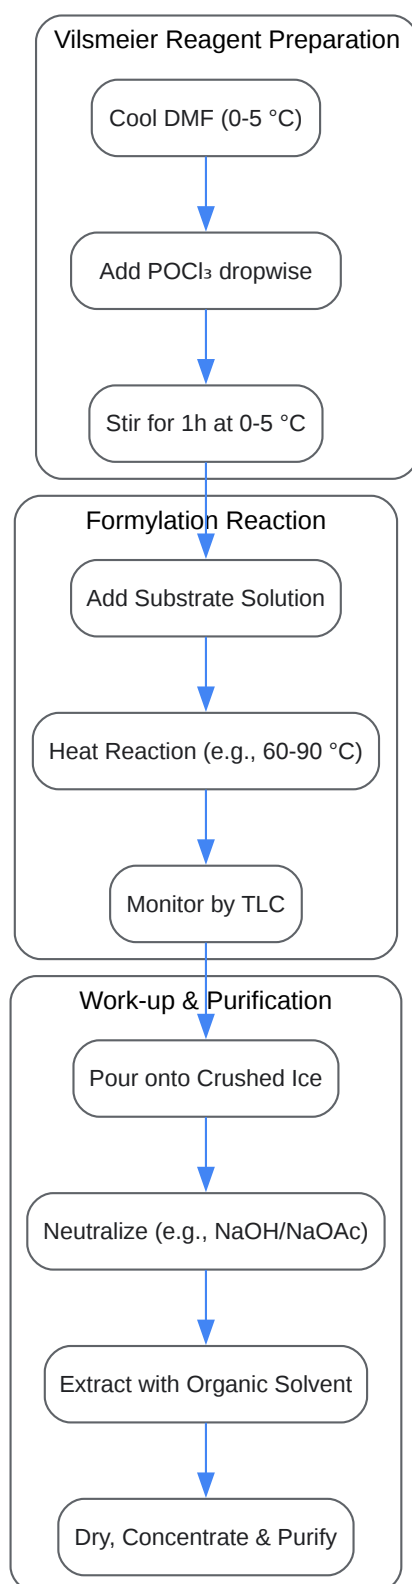 Vilsmeier Reagent Preparation
Cool DMF (0-5 °C)
Add POCl₃ dropwise
Stir for 1h at 0-5 °C
Formylation Reaction
Add Substrate Solution
Heat Reaction (e.g., 60-90 °C)
Monitor by TLC
Work-up & Purification
Pour onto Crushed Ice
Neutralize (e.g., NaOH/NaOAc)
Extract with Organic Solvent
Dry, Concentrate & Purify